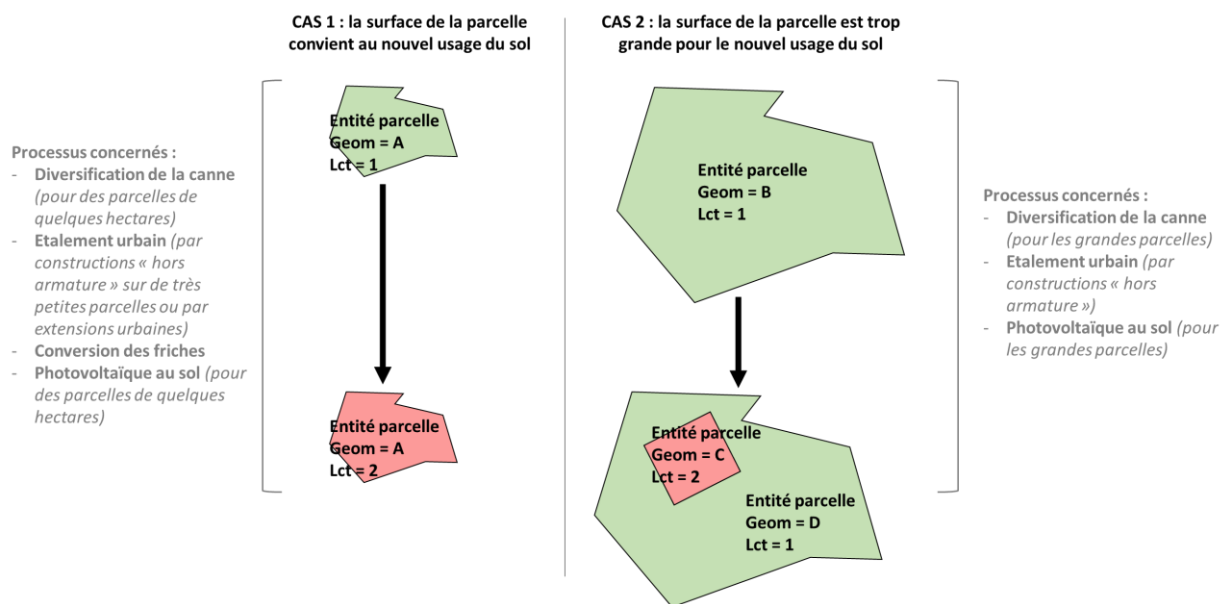 CAS 1 : la surface de la parcelle
convient au nouvel usage du sol
CAS 2 : la surface de la parcelle est trop
grande pour le nouvel usage du sol
Processus concernés :
- Diversification de la canne
(pour des parcelles de
quelques hectares)
- Etalement urbain (par
constructions « hors
armature » sur de très
petites parcelles ou par
extensions urbaines)
- Conversion des friches
- Photovoltaïque au sol (pour
des parcelles de quelques
hectares)
Entité parcelle
Geom = A
Lct = 1
Entité parcelle
Geom = A
Lct = 2
Entité parcelle
Geom = B
Lct = 1
Entité parcelle
Geom = C
Lct = 2
Entité parcelle
Geom = D
Lct = 1
Processus concernés :
- Diversification de la canne
(pour les grandes parcelles)
- Etalement urbain (par
constructions « hors
armature »)
- Photovoltaïque au sol (pour
les grandes parcelles)